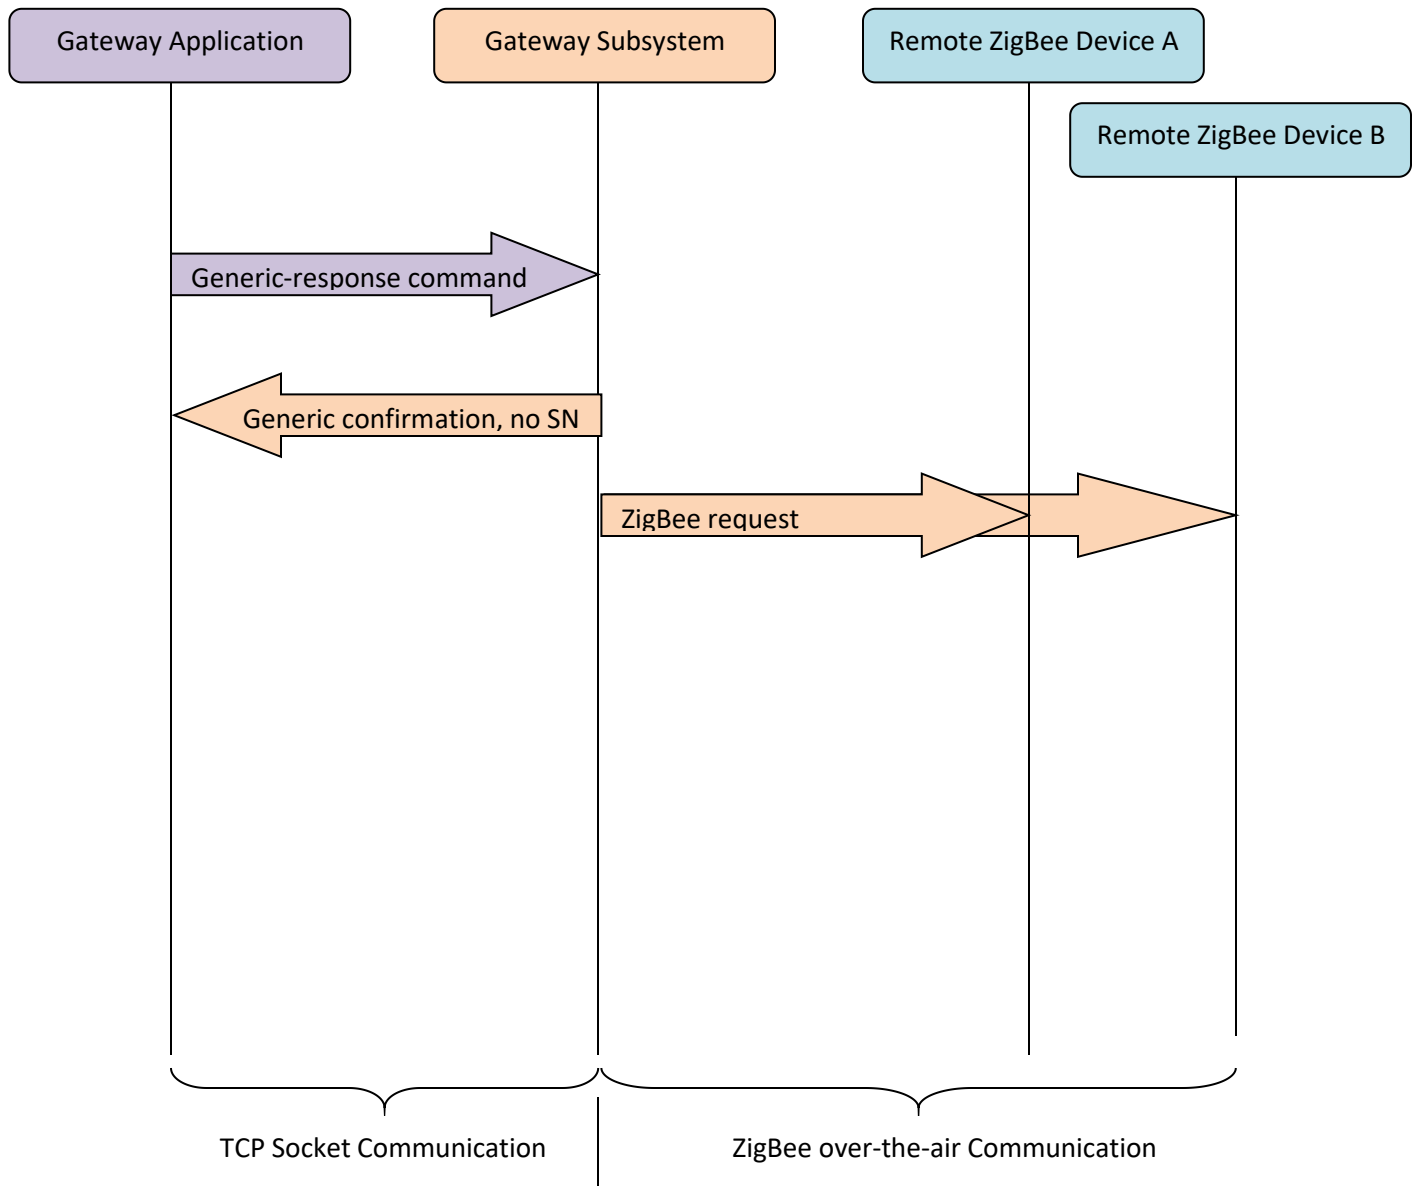 Gateway Application
Gateway Subsystem
Remote ZigBee Device A
Remote ZigBee Device B
Generic-response command
Generic confirmation, no SN
ZigBee request
TCP Socket Communication
ZigBee over-the-air Communication